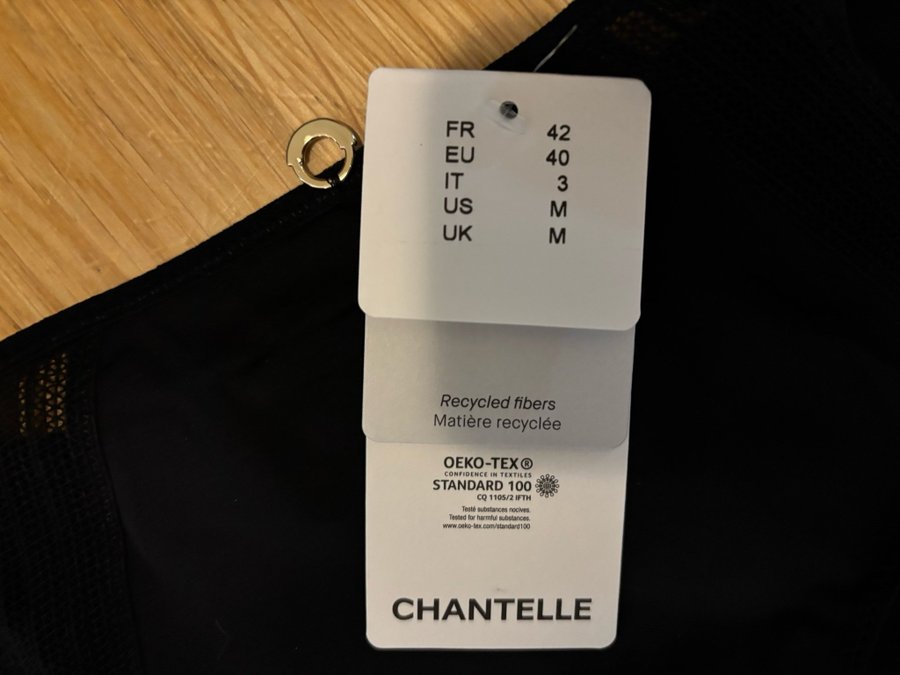 FR 42
EU 40
IT 3
US M
UK M
Recycled fibers
Matière recyclée
OEKO-TEX®
CONFIDENCE IN TEXTILES
STANDARD 100
CQ 1105/2 IFTH
Testé substances nocives.
Tested for harmful substances.
www.oeko-tex.com/standard100
CHANTELLE